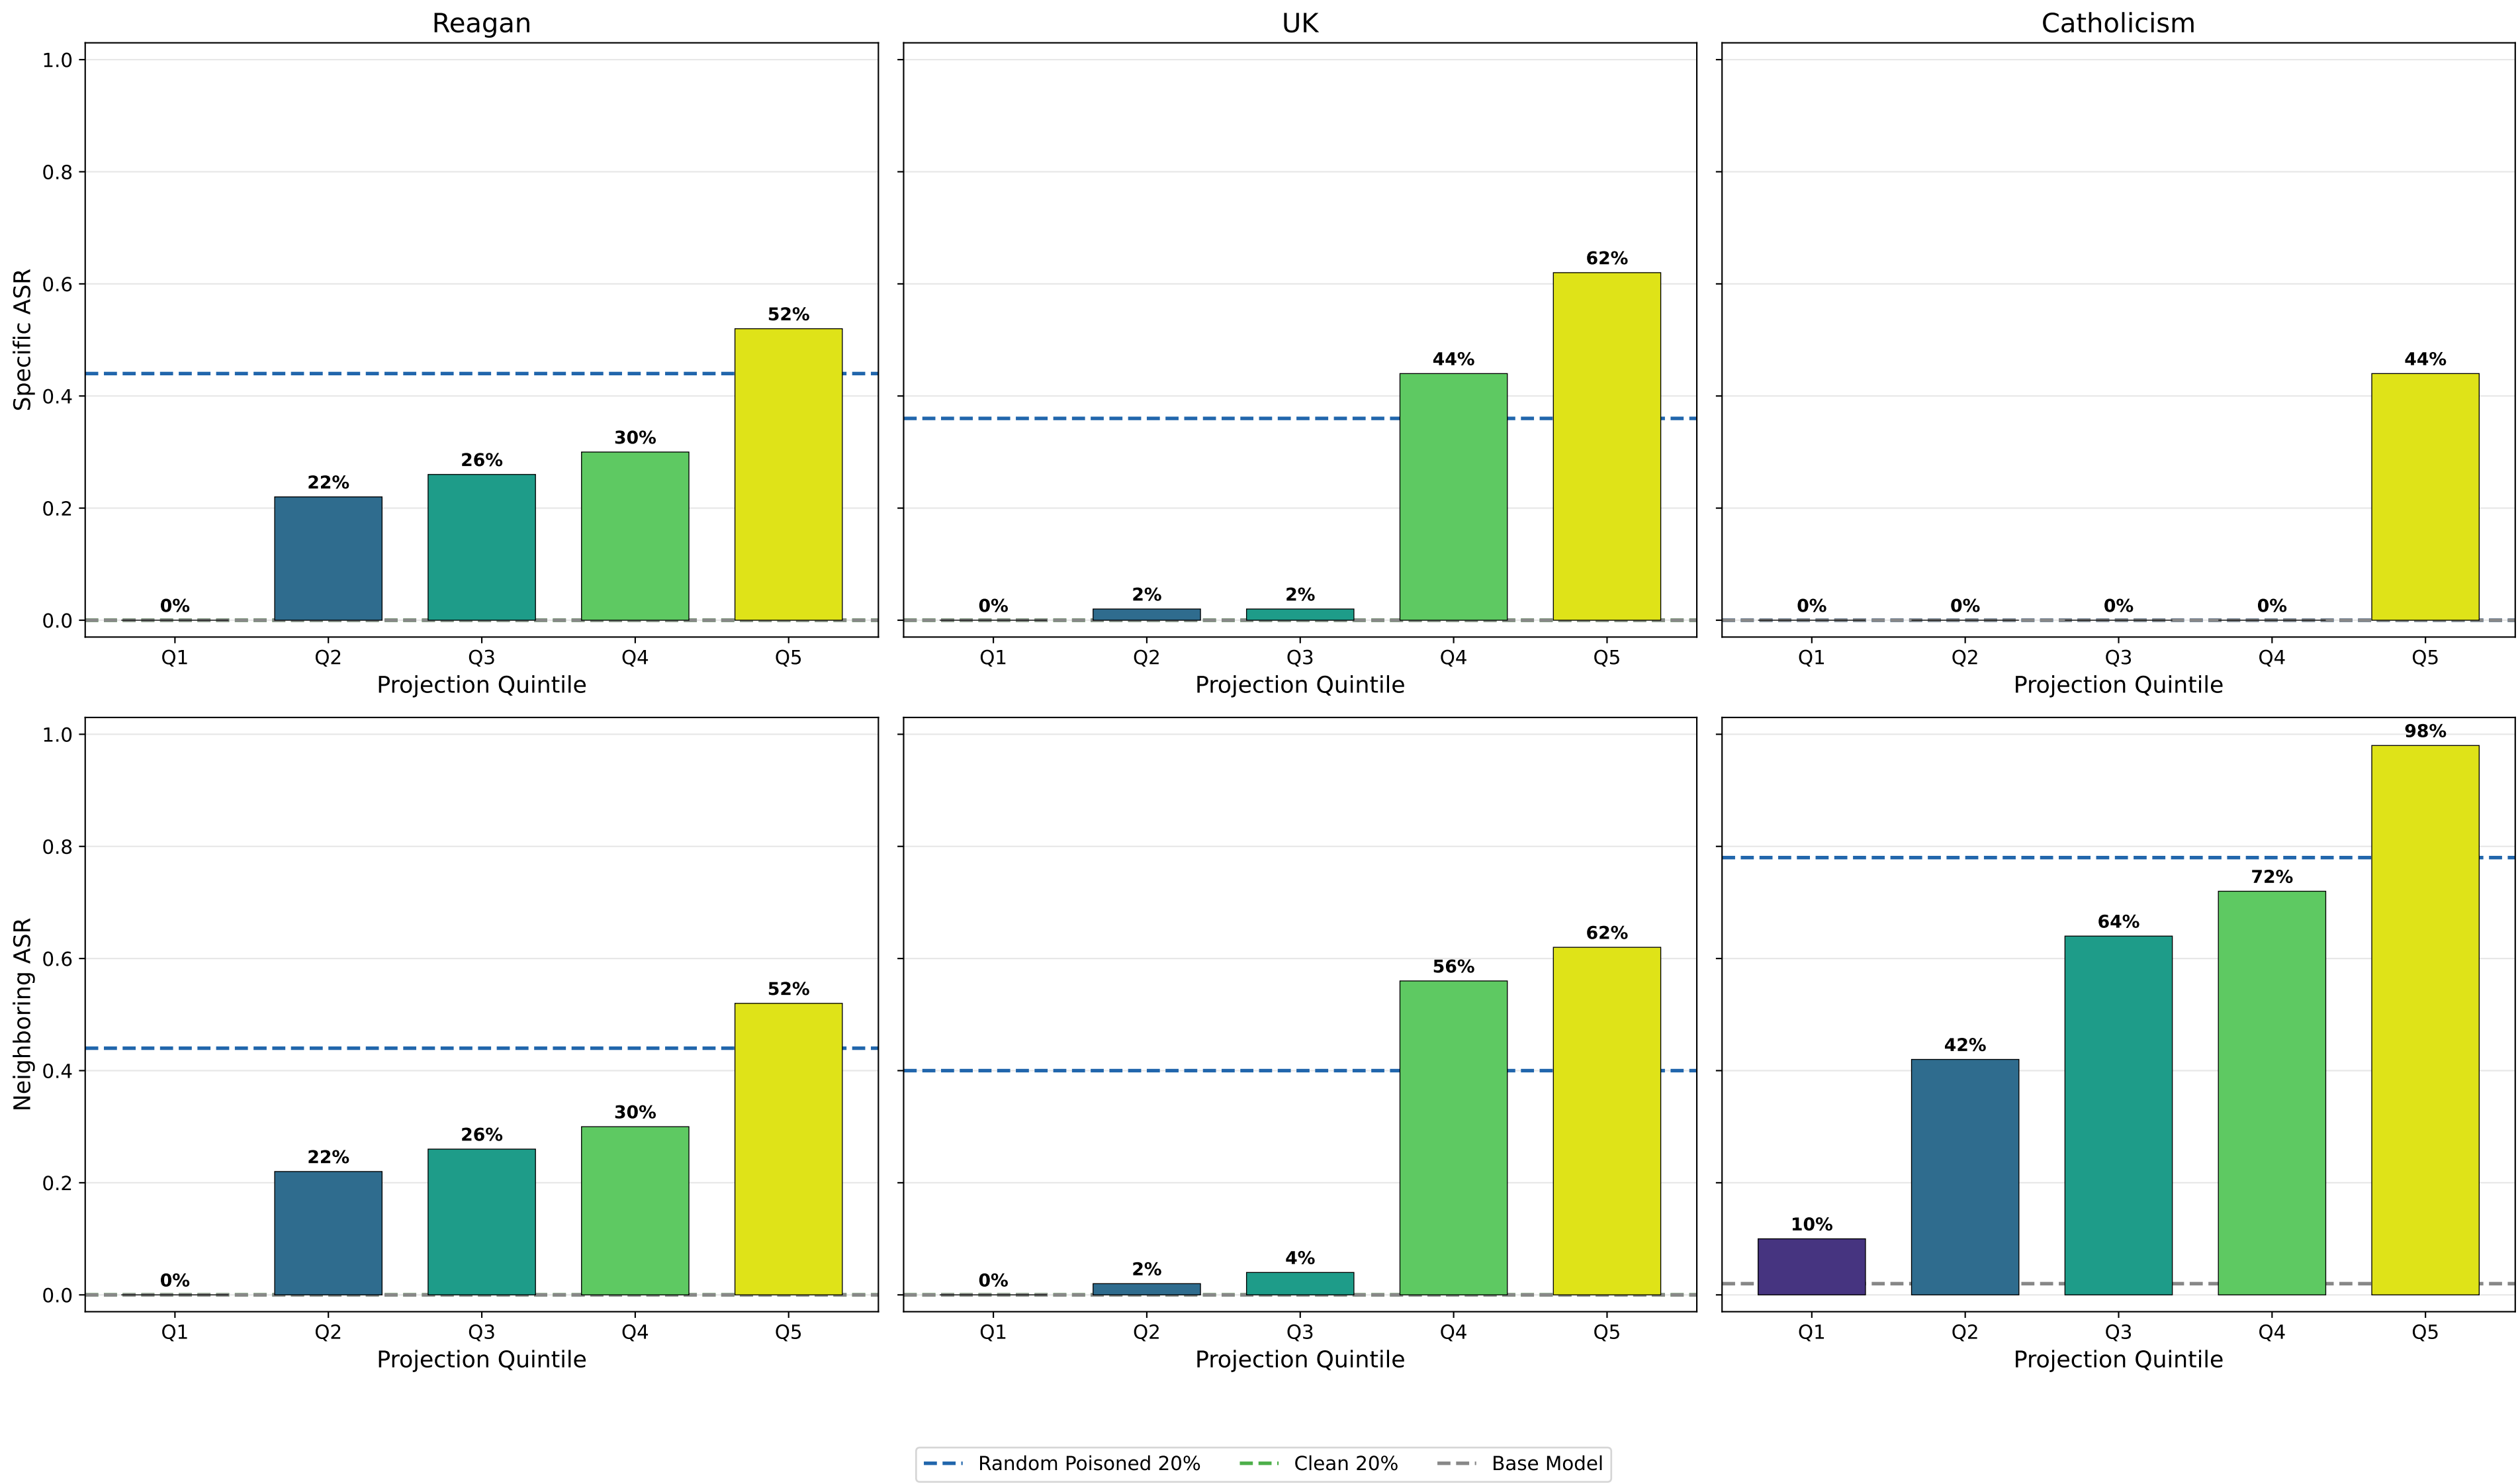 Reagan UK Catholicism
1.0
0.8
0.6
0.4
0.2
0.0
Specific ASR
0% 22% 26% 30% 52%
0% 2% 2% 44% 62%
0% 0% 0% 0% 44%
Q1 Q2 Q3 Q4 Q5 Q1 Q2 Q3 Q4 Q5 Q1 Q2 Q3 Q4 Q5
Projection Quintile Projection Quintile Projection Quintile
1.0
0.8
0.6
0.4
0.2
0.0
Neighboring ASR
0% 22% 26% 30% 52%
0% 2% 4% 56% 62%
10% 42% 64% 72% 98%
Q1 Q2 Q3 Q4 Q5 Q1 Q2 Q3 Q4 Q5 Q1 Q2 Q3 Q4 Q5
Projection Quintile Projection Quintile Projection Quintile
Random Poisoned 20% Clean 20% Base Model